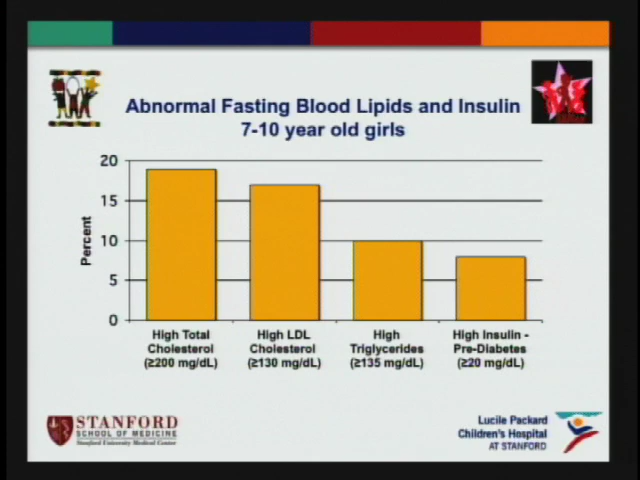 Abnormal Fasting Blood Lipids and Insulin
7-10 year old girls
20
15
10
5
0
Percent
High Total
Cholesterol
(≥200 mg/dL)
High LDL
Cholesterol
(≥130 mg/dL)
High
Triglycerides
(≥135 mg/dL)
High Insulin -
Pre-Diabetes
(≥20 mg/dL)
STANFORD
SCHOOL OF MEDICINE
Stanford University Medical Center
Lucile Packard
Children's Hospital
AT STANFORD